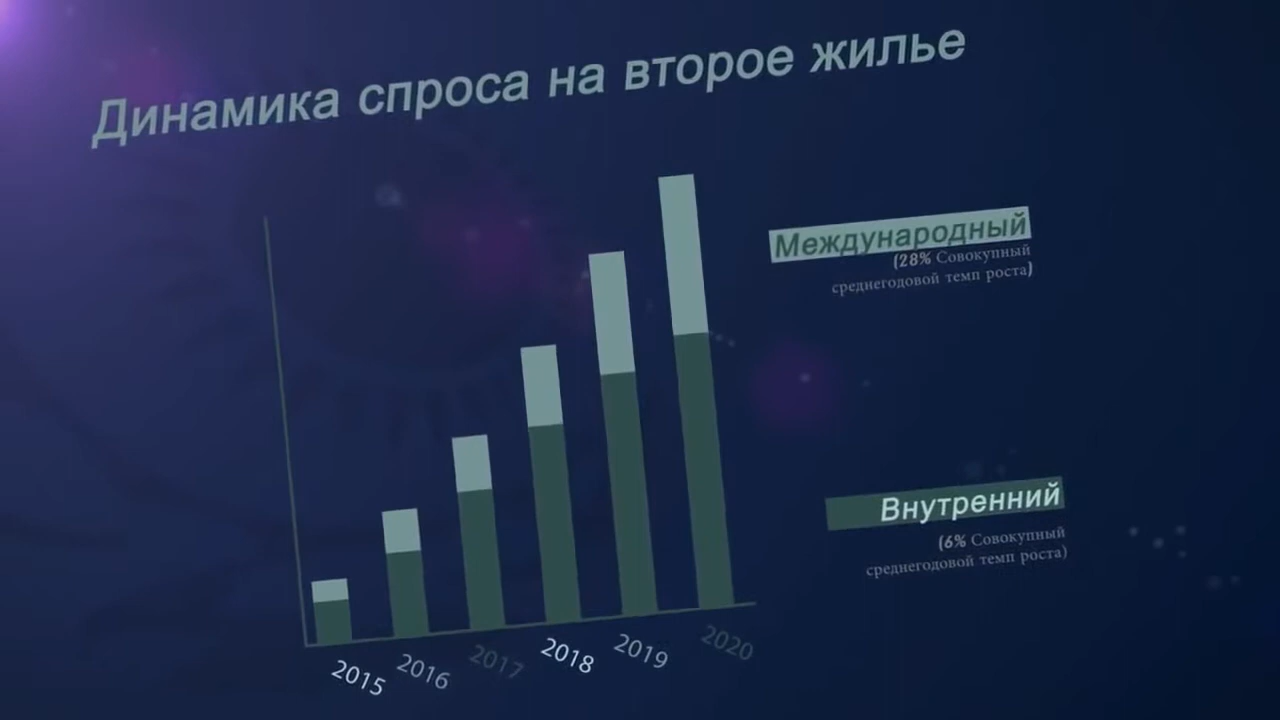 Динамика спроса на второе жилье
Международный
(28% Совокупный
среднегодовой темп роста)
Внутренний
(6% Совокупный
среднегодовой темп роста)
2015
2016
2017
2018
2019
2020